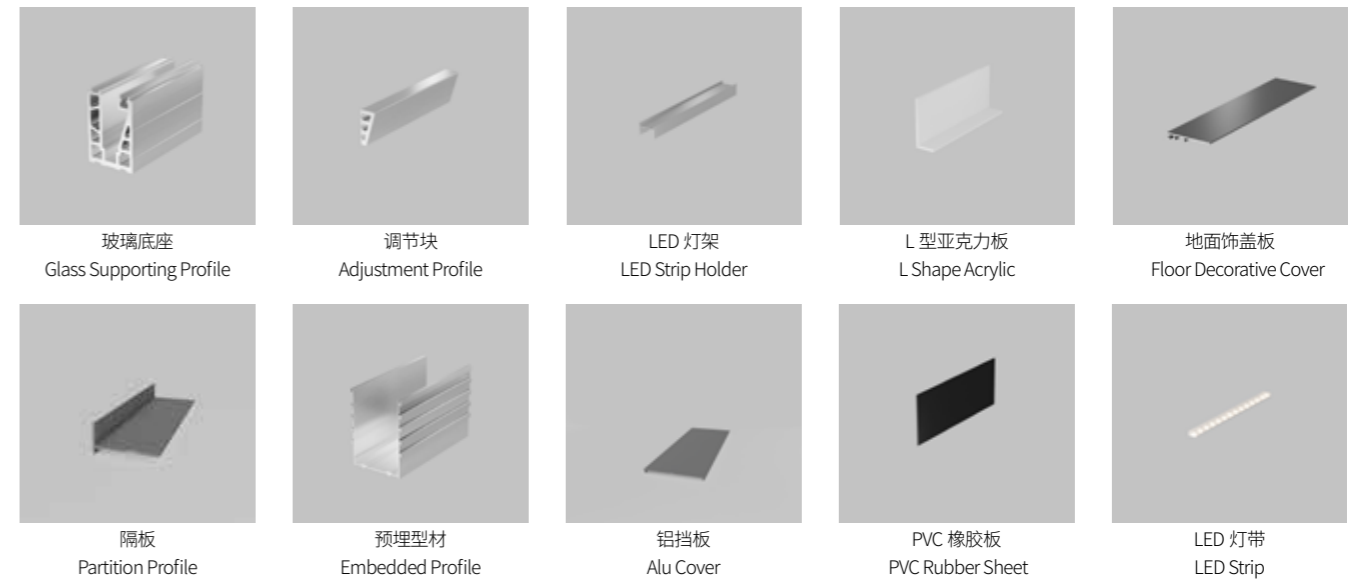 玻璃底座
Glass Supporting Profile
调节块
Adjustment Profile
LED 灯架
LED Strip Holder
L 型亚克力板
L Shape Acrylic
地面饰盖板
Floor Decorative Cover
隔板
Partition Profile
预埋型材
Embedded Profile
铝挡板
Alu Cover
PVC 橡胶板
PVC Rubber Sheet
LED 灯带
LED Strip